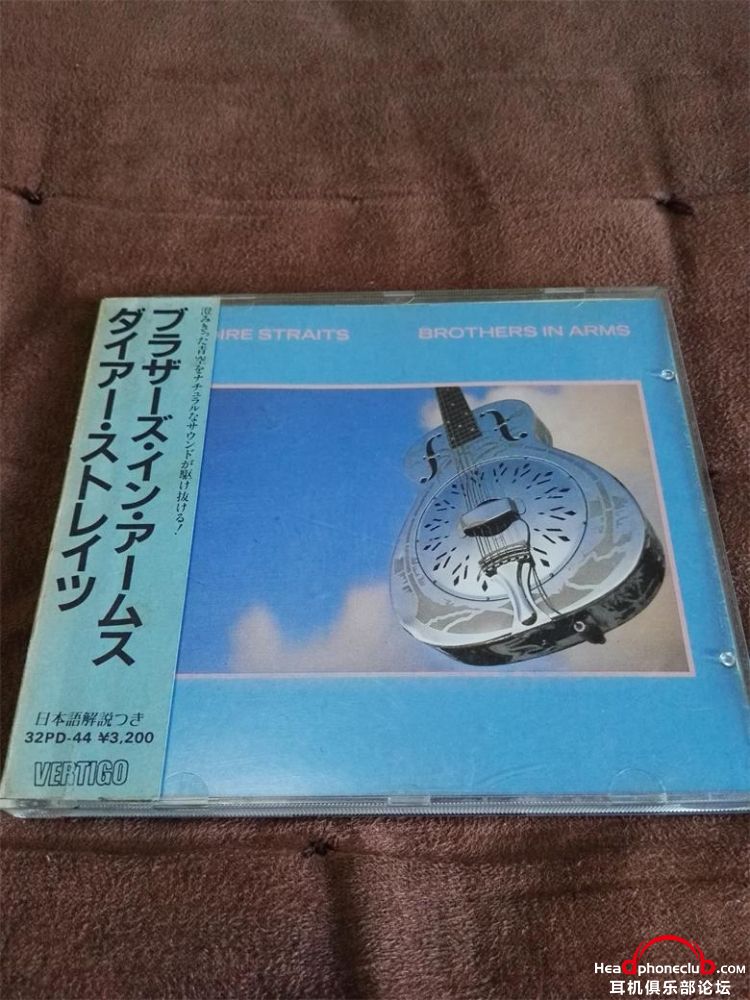 ブラザーズ・イン・アームス
ダイアー・ストレイツ
澄みきった青空をナチュラルなサウンドが駆け抜ける!
日本語解説つき
32PD-44 ¥3,200
VERTIGO
DIRE STRAITS
BROTHERS IN ARMS
HeadphoneClub.COM
耳机俱乐部论坛